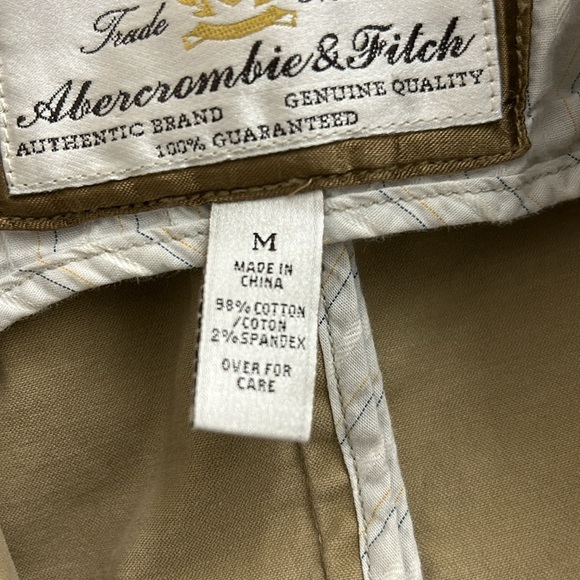 Trade
Abercrombie & Fitch
AUTHENTIC BRAND GENUINE QUALITY
100% GUARANTEED
M
MADE IN
CHINA
98% COTTON
/COTON
2% SPANDEX
OVER FOR
CARE